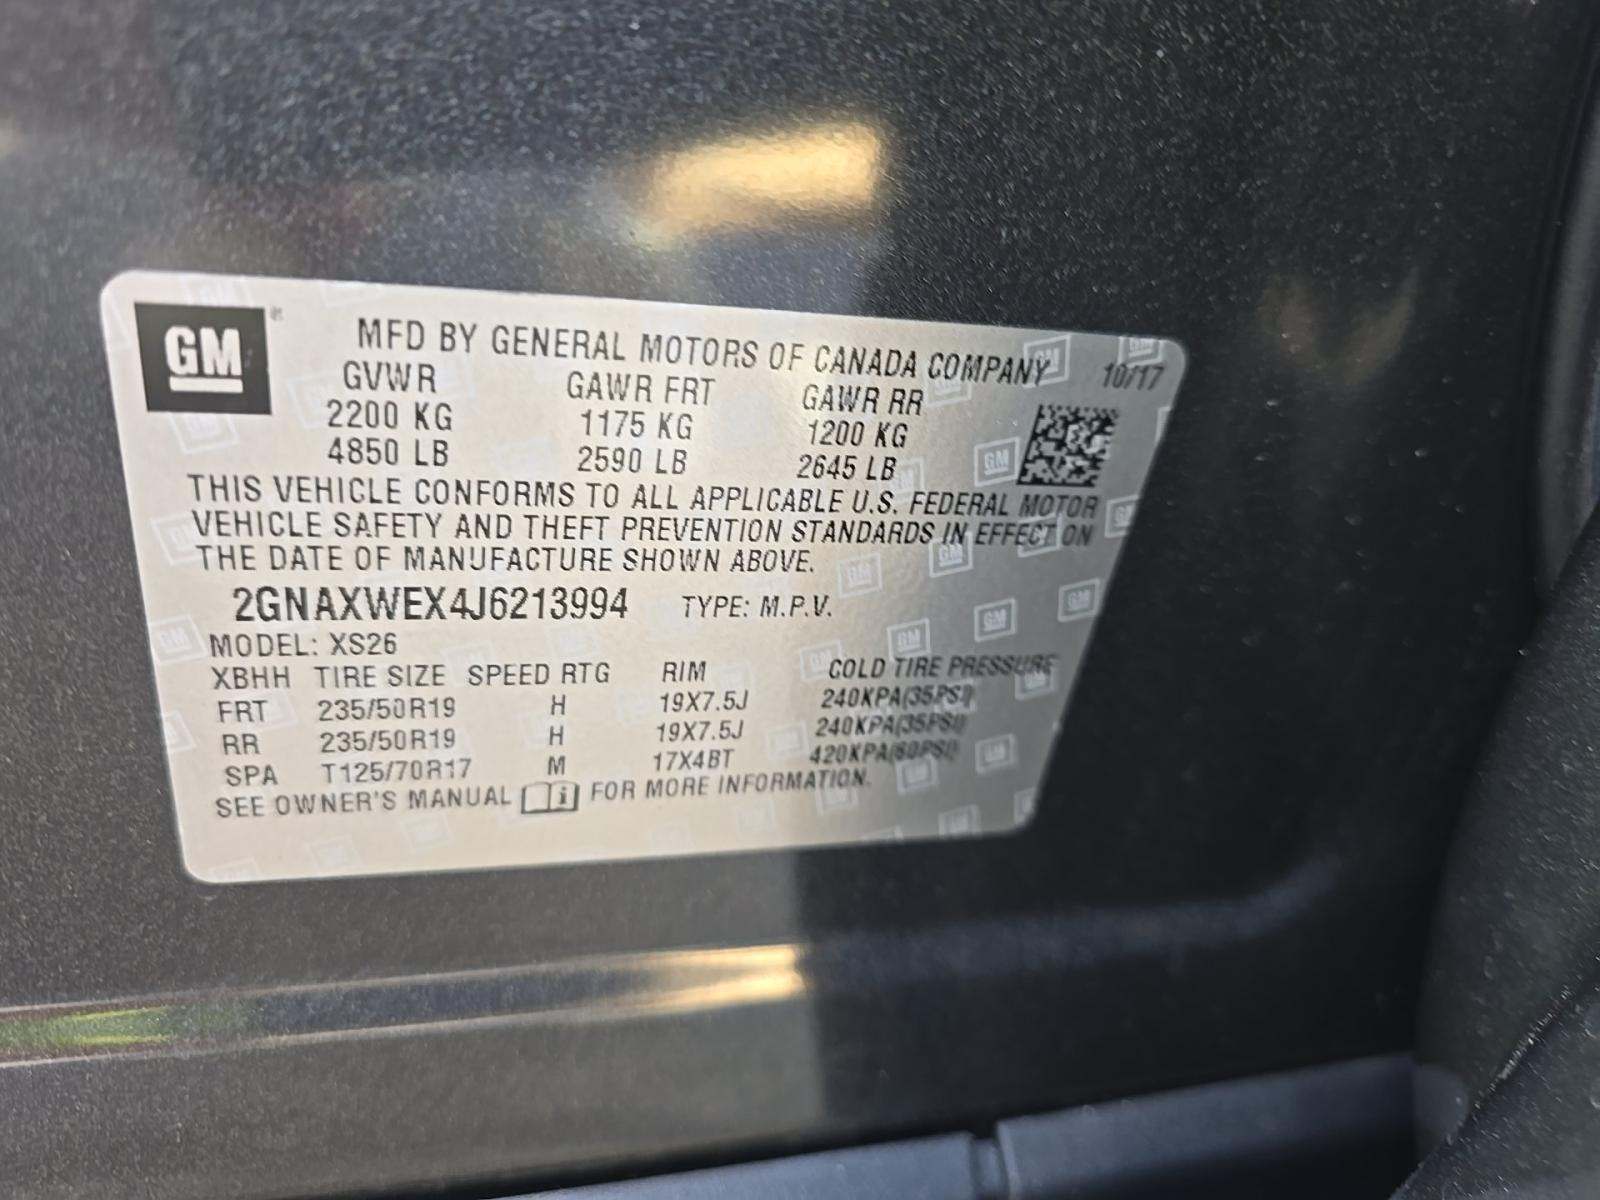 GM
MFD BY GENERAL MOTORS OF CANADA COMPANY 10/17
GVWR GAWR FRT GAWR RR
2200 KG 1175 KG 1200 KG
4850 LB 2590 LB 2645 LB
THIS VEHICLE CONFORMS TO ALL APPLICABLE U.S. FEDERAL MOTOR
VEHICLE SAFETY AND THEFT PREVENTION STANDARDS IN EFFECT ON
THE DATE OF MANUFACTURE SHOWN ABOVE.
2GNAXWEX4J6213994 TYPE: M.P.V.
MODEL: XS26
XBHH TIRE SIZE SPEED RTG RIM COLD TIRE PRESSURE
FRT 235/50R19 H 19X7.5J 240KPA(35PSI)
RR 235/50R19 H 19X7.5J 240KPA(35PSI)
SPA T125/70R17 M 17X4BT 420KPA(60PSI)
SEE OWNER'S MANUAL FOR MORE INFORMATION.